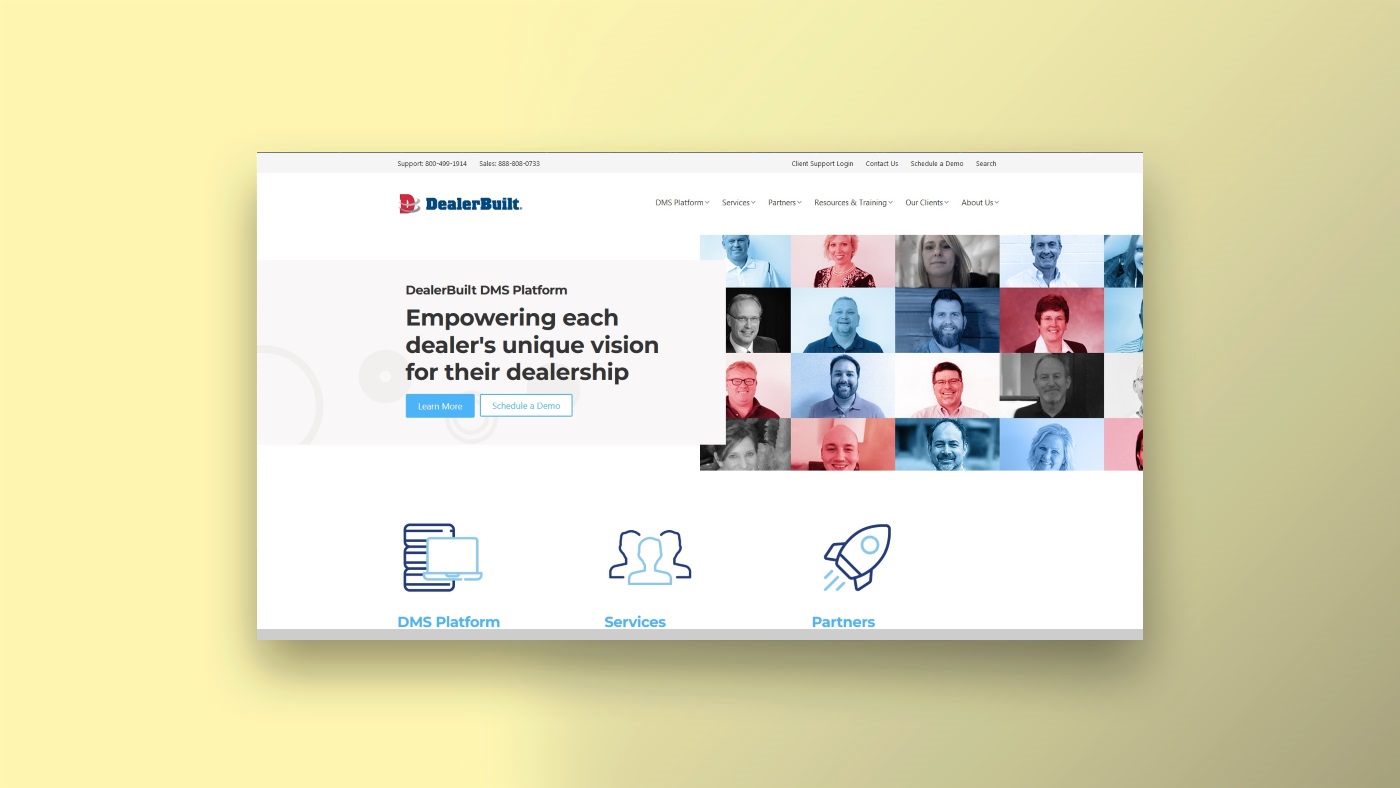 Support: 800-499-1914 Sales: 888-808-0733 Client Support Login Contact Us Schedule a Demo Search
DealerBuilt. DMS Platform Services Partners Resources & Training Our Clients About Us
DealerBuilt DMS Platform
Empowering each
dealer's unique vision
for their dealership
Learn More Schedule a Demo
DMS Platform Services Partners